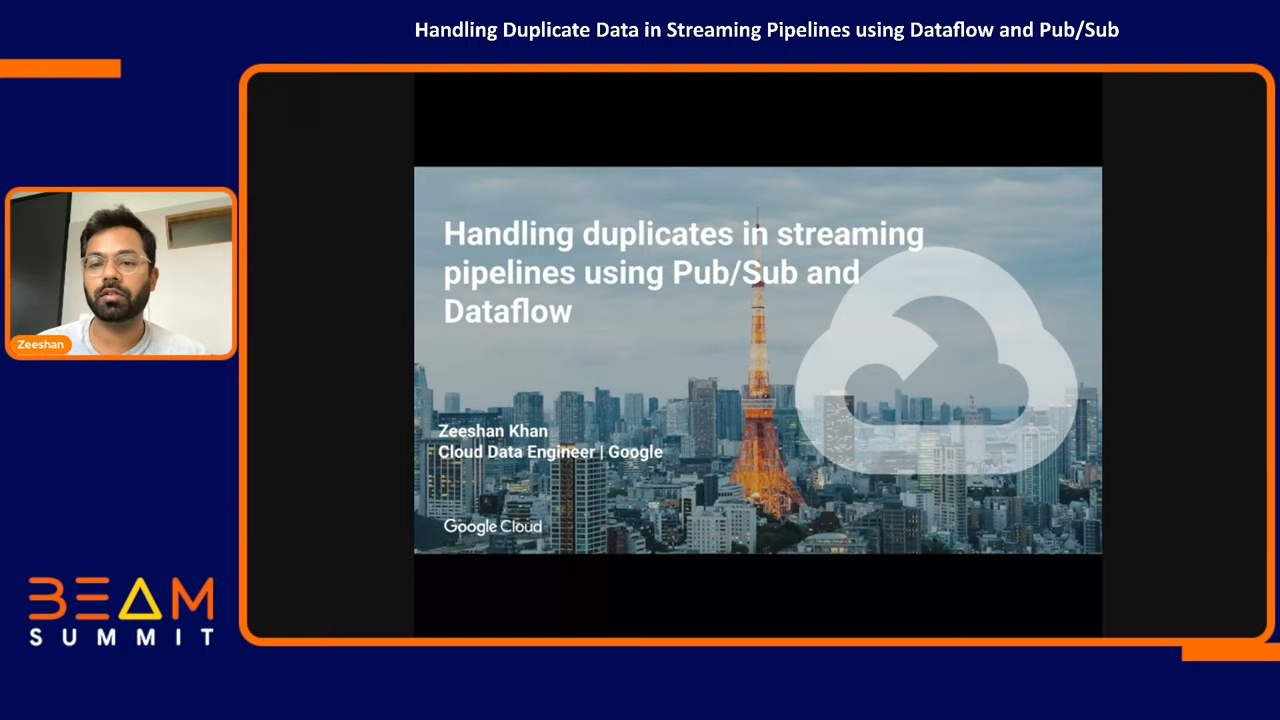 Handling Duplicate Data in Streaming Pipelines using Dataflow and Pub/Sub
Handling duplicates in streaming
pipelines using Pub/Sub and
Dataflow
Zeeshan Khan
Cloud Data Engineer | Google
Google Cloud
Zeeshan
BEAM
SUMMIT